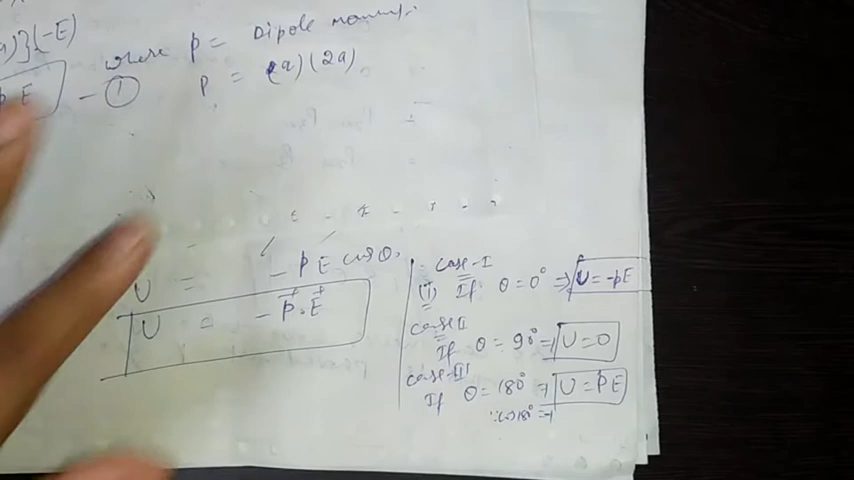 )}(-E)
where p = Dipole moment.
p E - ①
p = (q)(2a)
U = - p E cosθ.
U = - p⃗ . E⃗
case-I
(I) If θ = 0° ⇒ U = -pE
case II
If θ = 90° ⇒ U = 0
case-III
If θ = 180° ⇒ U = PE
∵ cos180° = -1